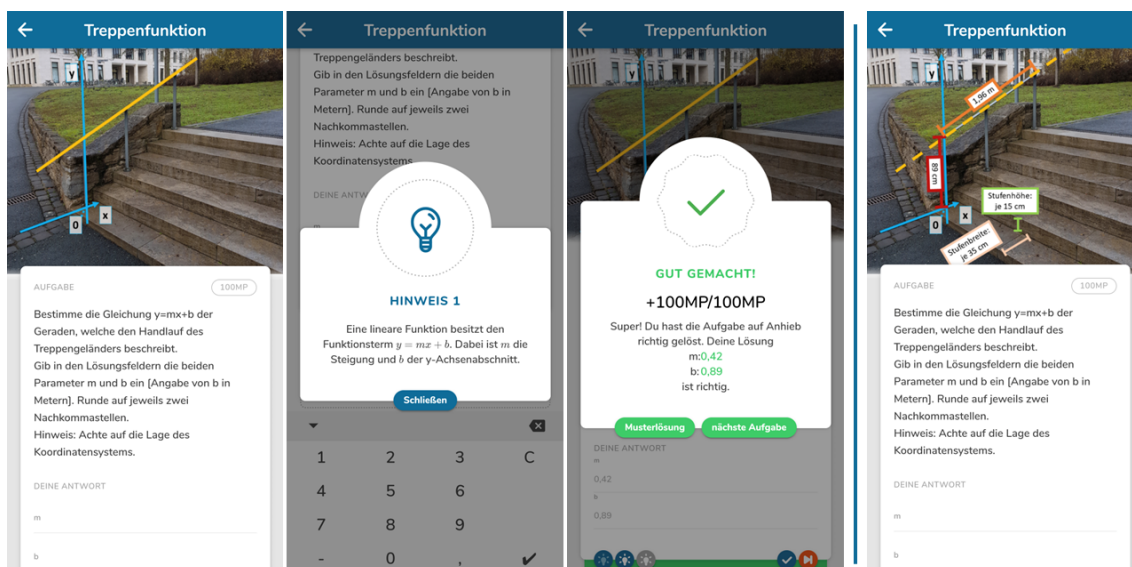 Treppenfunktion
y
x
0
AUFGABE
100MP
Bestimme die Gleichung y=mx+b der
Geraden, welche den Handlauf des
Treppengeländers beschreibt.
Gib in den Lösungsfeldern die beiden
Parameter m und b ein [Angabe von b in
Metern]. Runde auf jeweils zwei
Nachkommastellen.
Hinweis: Achte auf die Lage des
Koordinatensystems.
DEINE ANTWORT
m
b
Treppenfunktion
Treppengeländers beschreibt.
Gib in den Lösungsfeldern die beiden
Parameter m und b ein [Angabe von b in
Metern]. Runde auf jeweils zwei
Nachkommastellen.
Hinweis: Achte auf die Lage des
Koordinatensystems
DEINE ANTW
HINWEIS 1
Eine lineare Funktion besitzt den
Funktionsterm y = mx + b. Dabei ist m die
Steigung und b der y-Achsenabschnitt.
Schließen
1 2 3 C
4 5 6
7 8 9
- 0 ,
Treppenfunktion
y
GUT GEMACHT!
+100MP/100MP
Super! Du hast die Aufgabe auf Anhieb
richtig gelöst. Deine Lösung
m:0,42
b:0,89
ist richtig.
Musterlösung
nächste Aufgabe
DEINE ANTWORT
m
0,42
b
0,89
Treppenfunktion
y
1,96 m
89 cm
Stufenhöhe:
je 15 cm
x
0
Stufenbreite:
je 35 cm
AUFGABE
100MP
Bestimme die Gleichung y=mx+b der
Geraden, welche den Handlauf des
Treppengeländers beschreibt.
Gib in den Lösungsfeldern die beiden
Parameter m und b ein [Angabe von b in
Metern]. Runde auf jeweils zwei
Nachkommastellen.
Hinweis: Achte auf die Lage des
Koordinatensystems.
DEINE ANTWORT
m
b